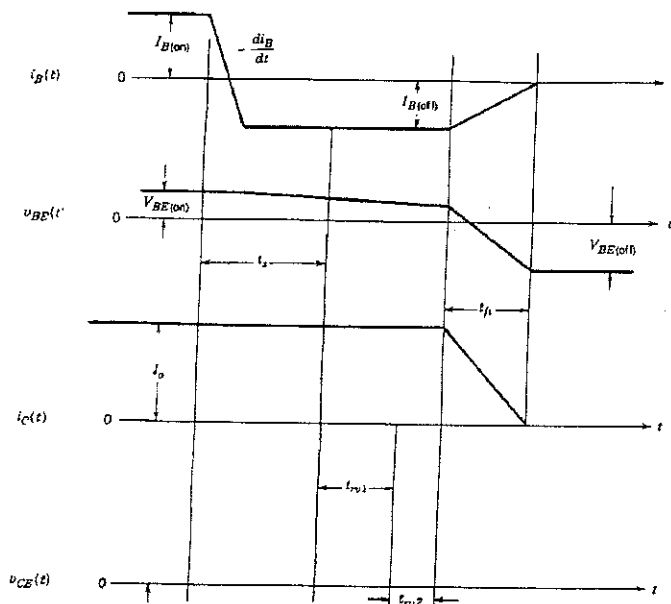 I_B(on)
- di_B/dt
i_B(t) 0
I_B(off)
V_BE(on)
v_BE(t' 0 t
V_BE(off)
t_s
t_fi
I_o
i_C(t) 0 t
t_rv1
v_CE(t) 0 t
t_rv2